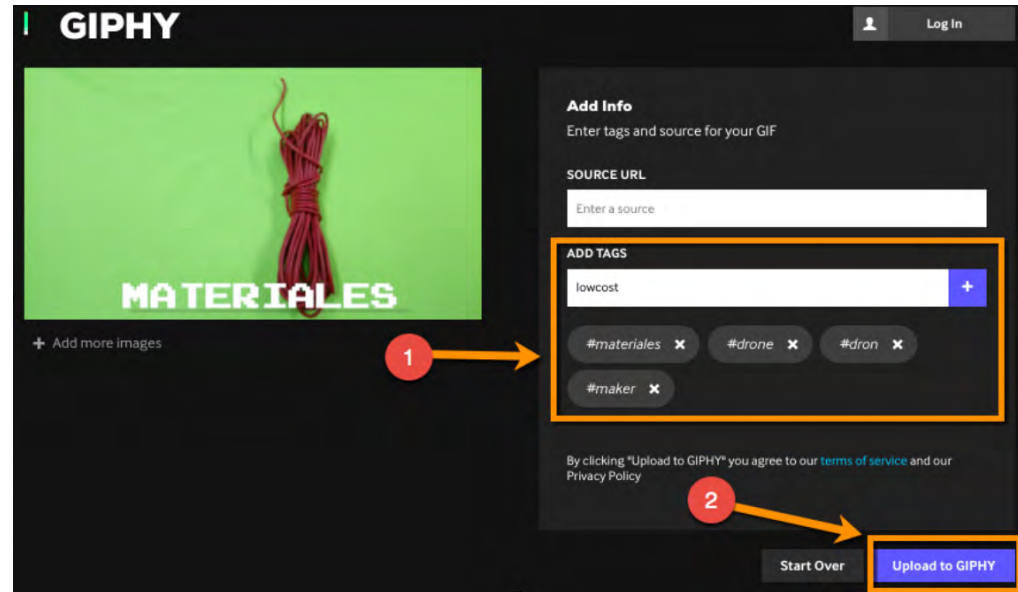 GIPHY
Log In
MATERIALES
+ Add more images
Add Info
Enter tags and source for your GIF
SOURCE URL
Enter a source
ADD TAGS
lowcost
+
#materiales ×
#drone ×
#dron ×
#maker ×
1
By clicking "Upload to GIPHY" you agree to our terms of service and our
Privacy Policy
2
Start Over
Upload to GIPHY